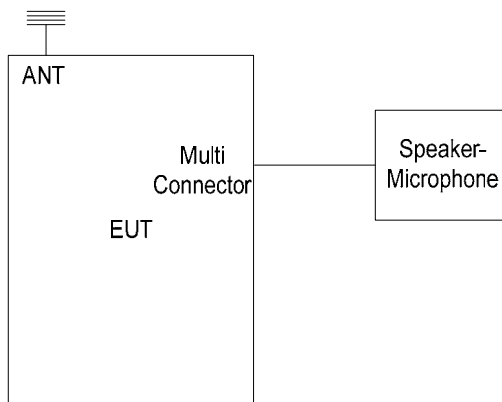 ANT
Multi
Connector
Speaker-
Microphone
EUT